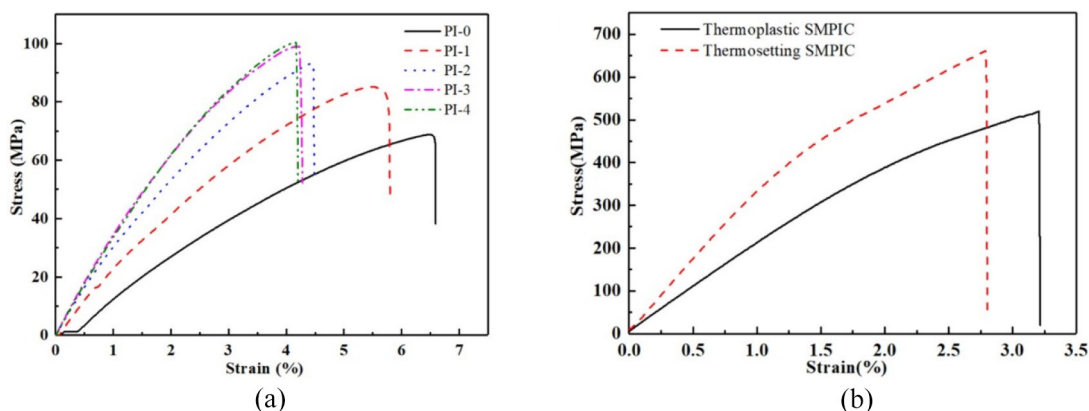 100
80
60
40
20
0
Stress (MPa)
PI-0
PI-1
PI-2
PI-3
PI-4
0 1 2 3 4 5 6 7
Strain (%)
(a)
700
600
500
400
300
200
100
0
Stress(MPa)
Thermoplastic SMPIC
Thermosetting SMPIC
0.0 0.5 1.0 1.5 2.0 2.5 3.0 3.5
Strain(%)
(b)